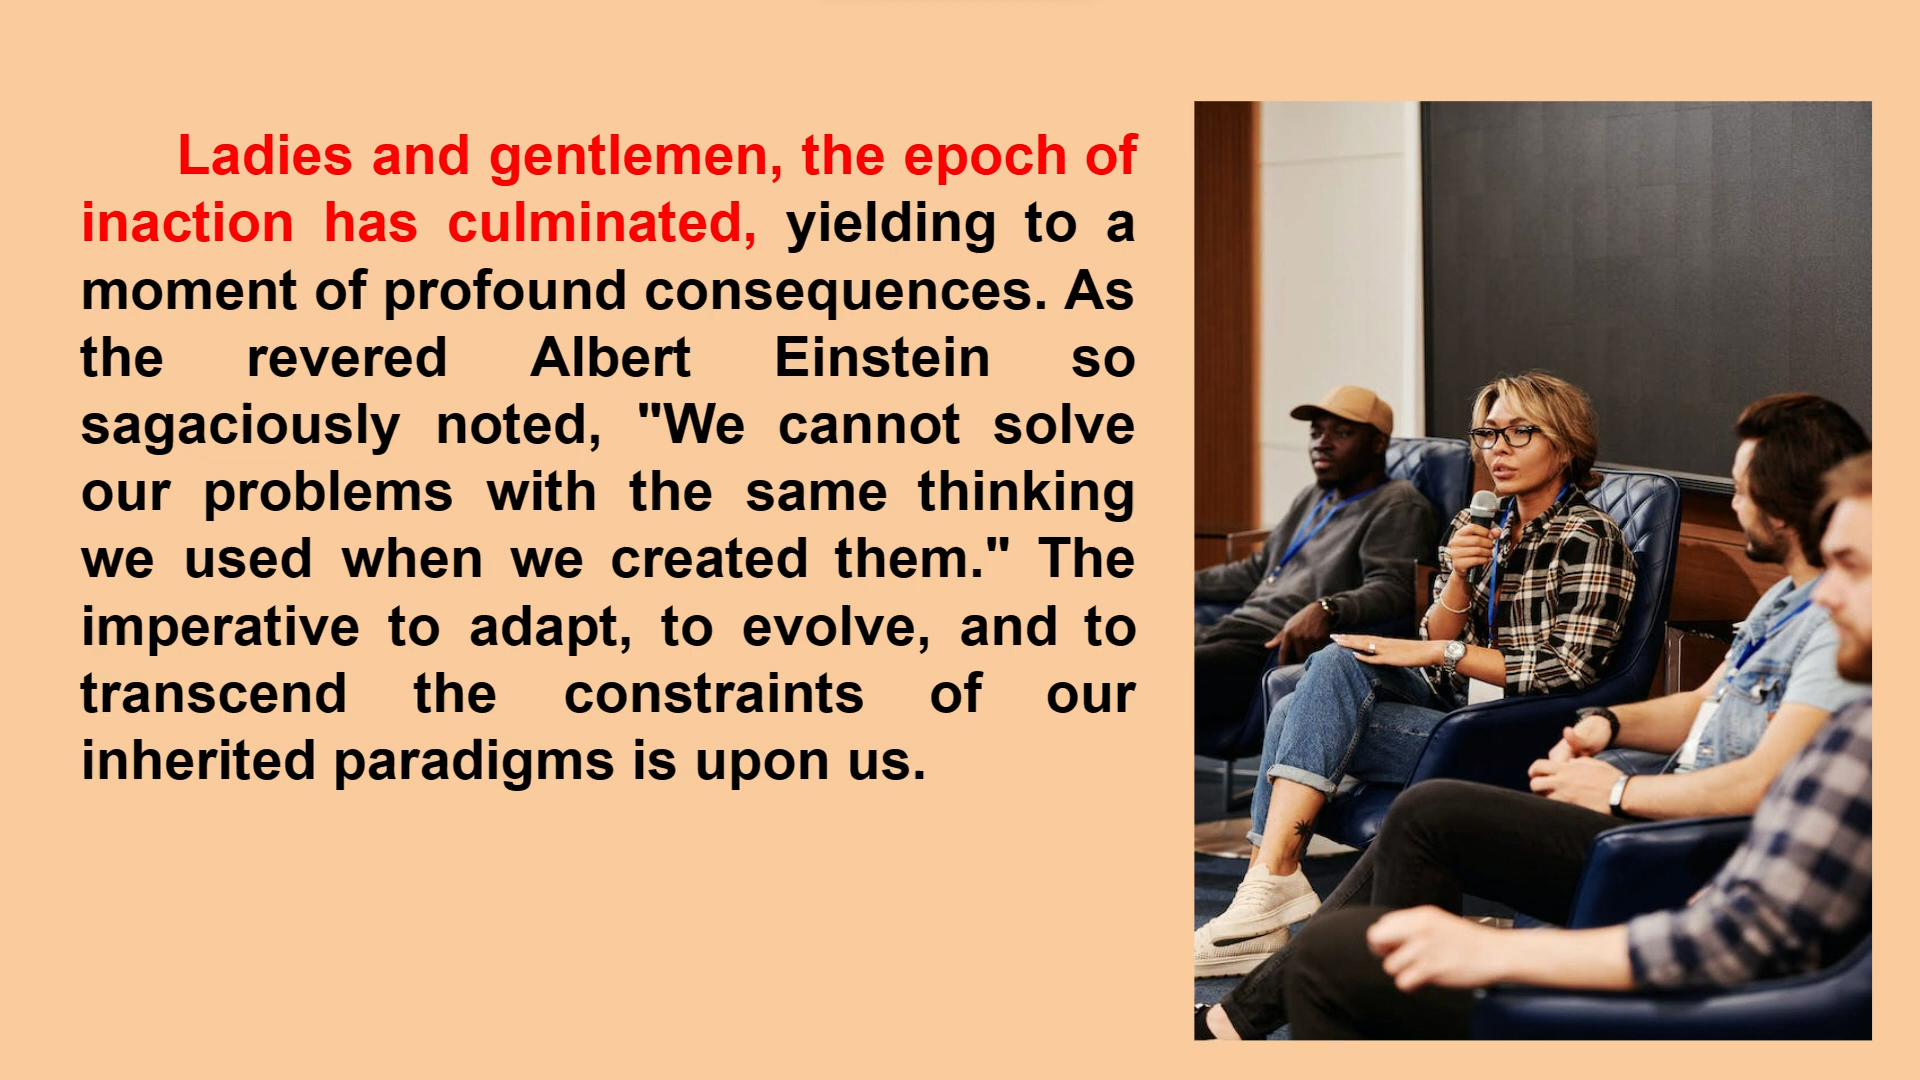 Ladies and gentlemen, the epoch of
inaction has culminated, yielding to a
moment of profound consequences. As
the revered Albert Einstein so
sagaciously noted, "We cannot solve
our problems with the same thinking
we used when we created them." The
imperative to adapt, to evolve, and to
transcend the constraints of our
inherited paradigms is upon us.